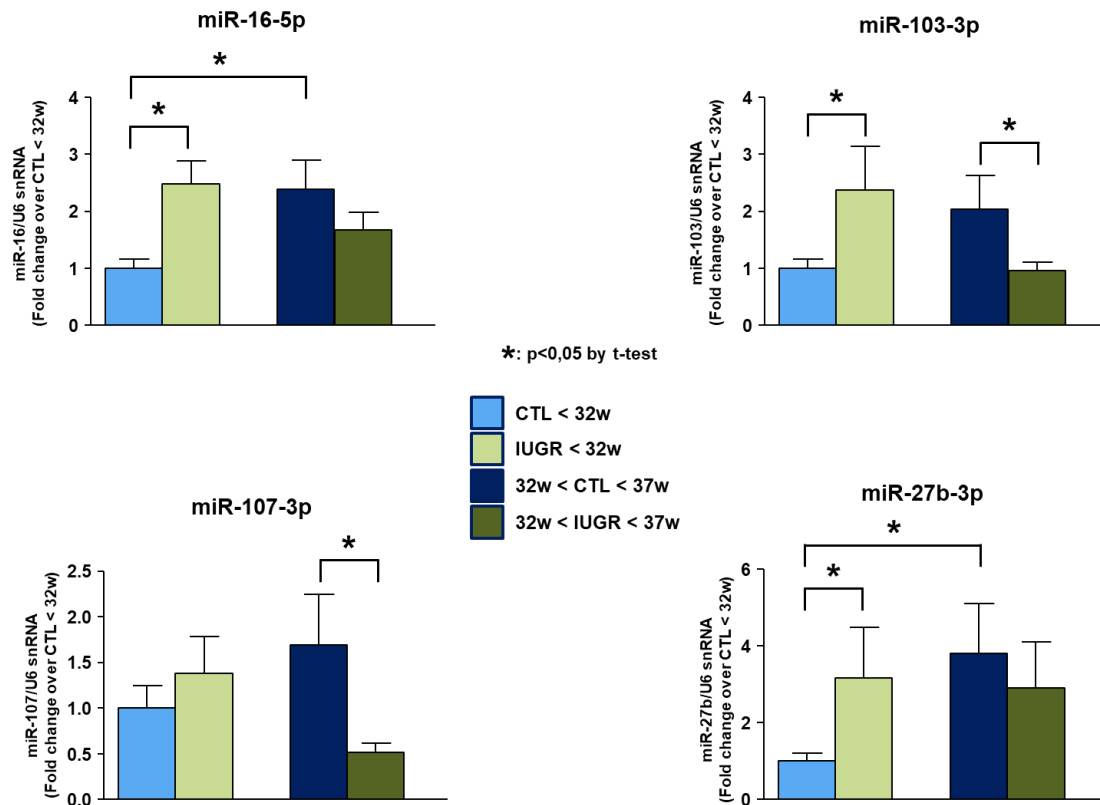 miR-16-5p
*
*
miR-16/U6 snRNA
(Fold change over CTL < 32w)
4
3
2
1
0
miR-103-3p
*
*
miR-103/U6 snRNA
(Fold change over CTL < 32w)
4
3
2
1
0
*: p<0,05 by t-test
CTL < 32w
IUGR < 32w
32w < CTL < 37w
32w < IUGR < 37w
miR-107-3p
*
miR-107/U6 snRNA
(Fold change over CTL < 32w)
2.5
2.0
1.5
1.0
0.5
0.0
miR-27b-3p
*
*
miR-27b/U6 snRNA
(Fold change over CTL < 32w)
6
4
2
0